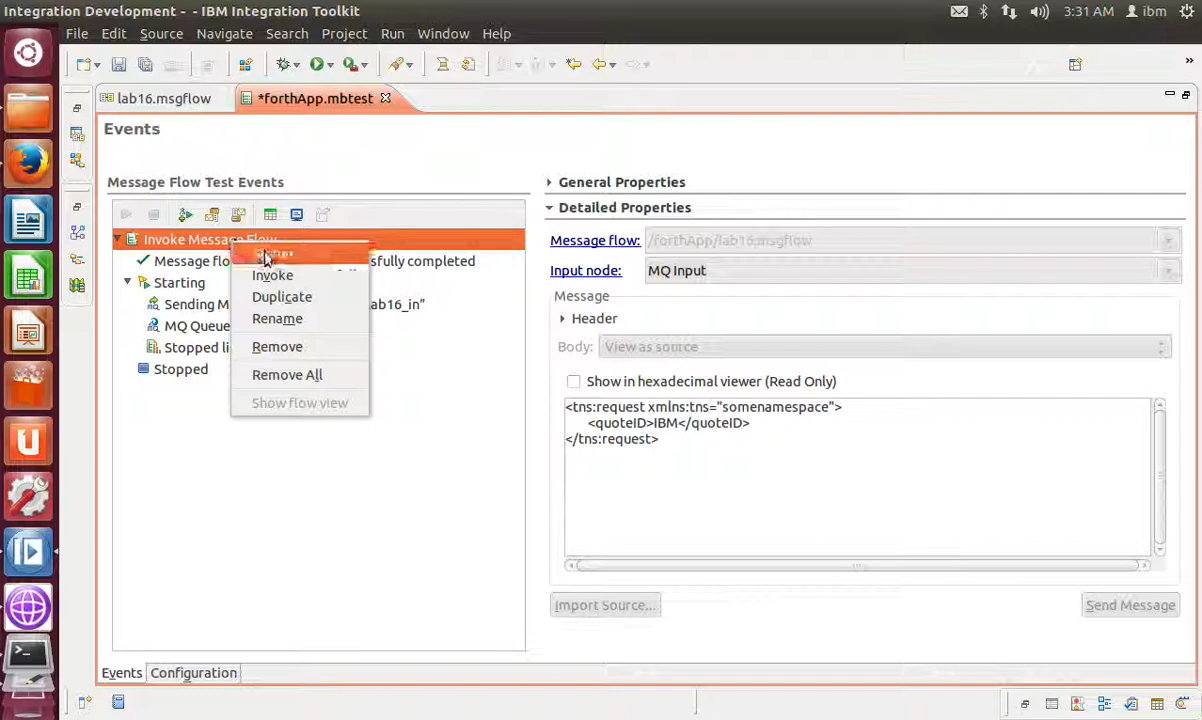 Integration Development - - IBM Integration Toolkit
3:31 AM
ibm
File Edit Source Navigate Search Project Run Window Help
lab16.msgflow
*forthApp.mbtest
Events
Message Flow Test Events
Invoke Message Flow
Message flo
sfully completed
Starting
Sending M
ab16_in"
MQ Queue
Stopped li
Stopped
Invoke
Duplicate
Rename
Remove
Remove All
Show flow view
General Properties
Detailed Properties
Message flow: /forthApp/lab16.msgflow
Input node: MQ Input
Message
Header
Body: View as source
Show in hexadecimal viewer (Read Only)
<tns:request xmlns:tns="somenamespace">
<quoteID>IBM</quoteID>
</tns:request>
Import Source...
Send Message
Events
Configuration